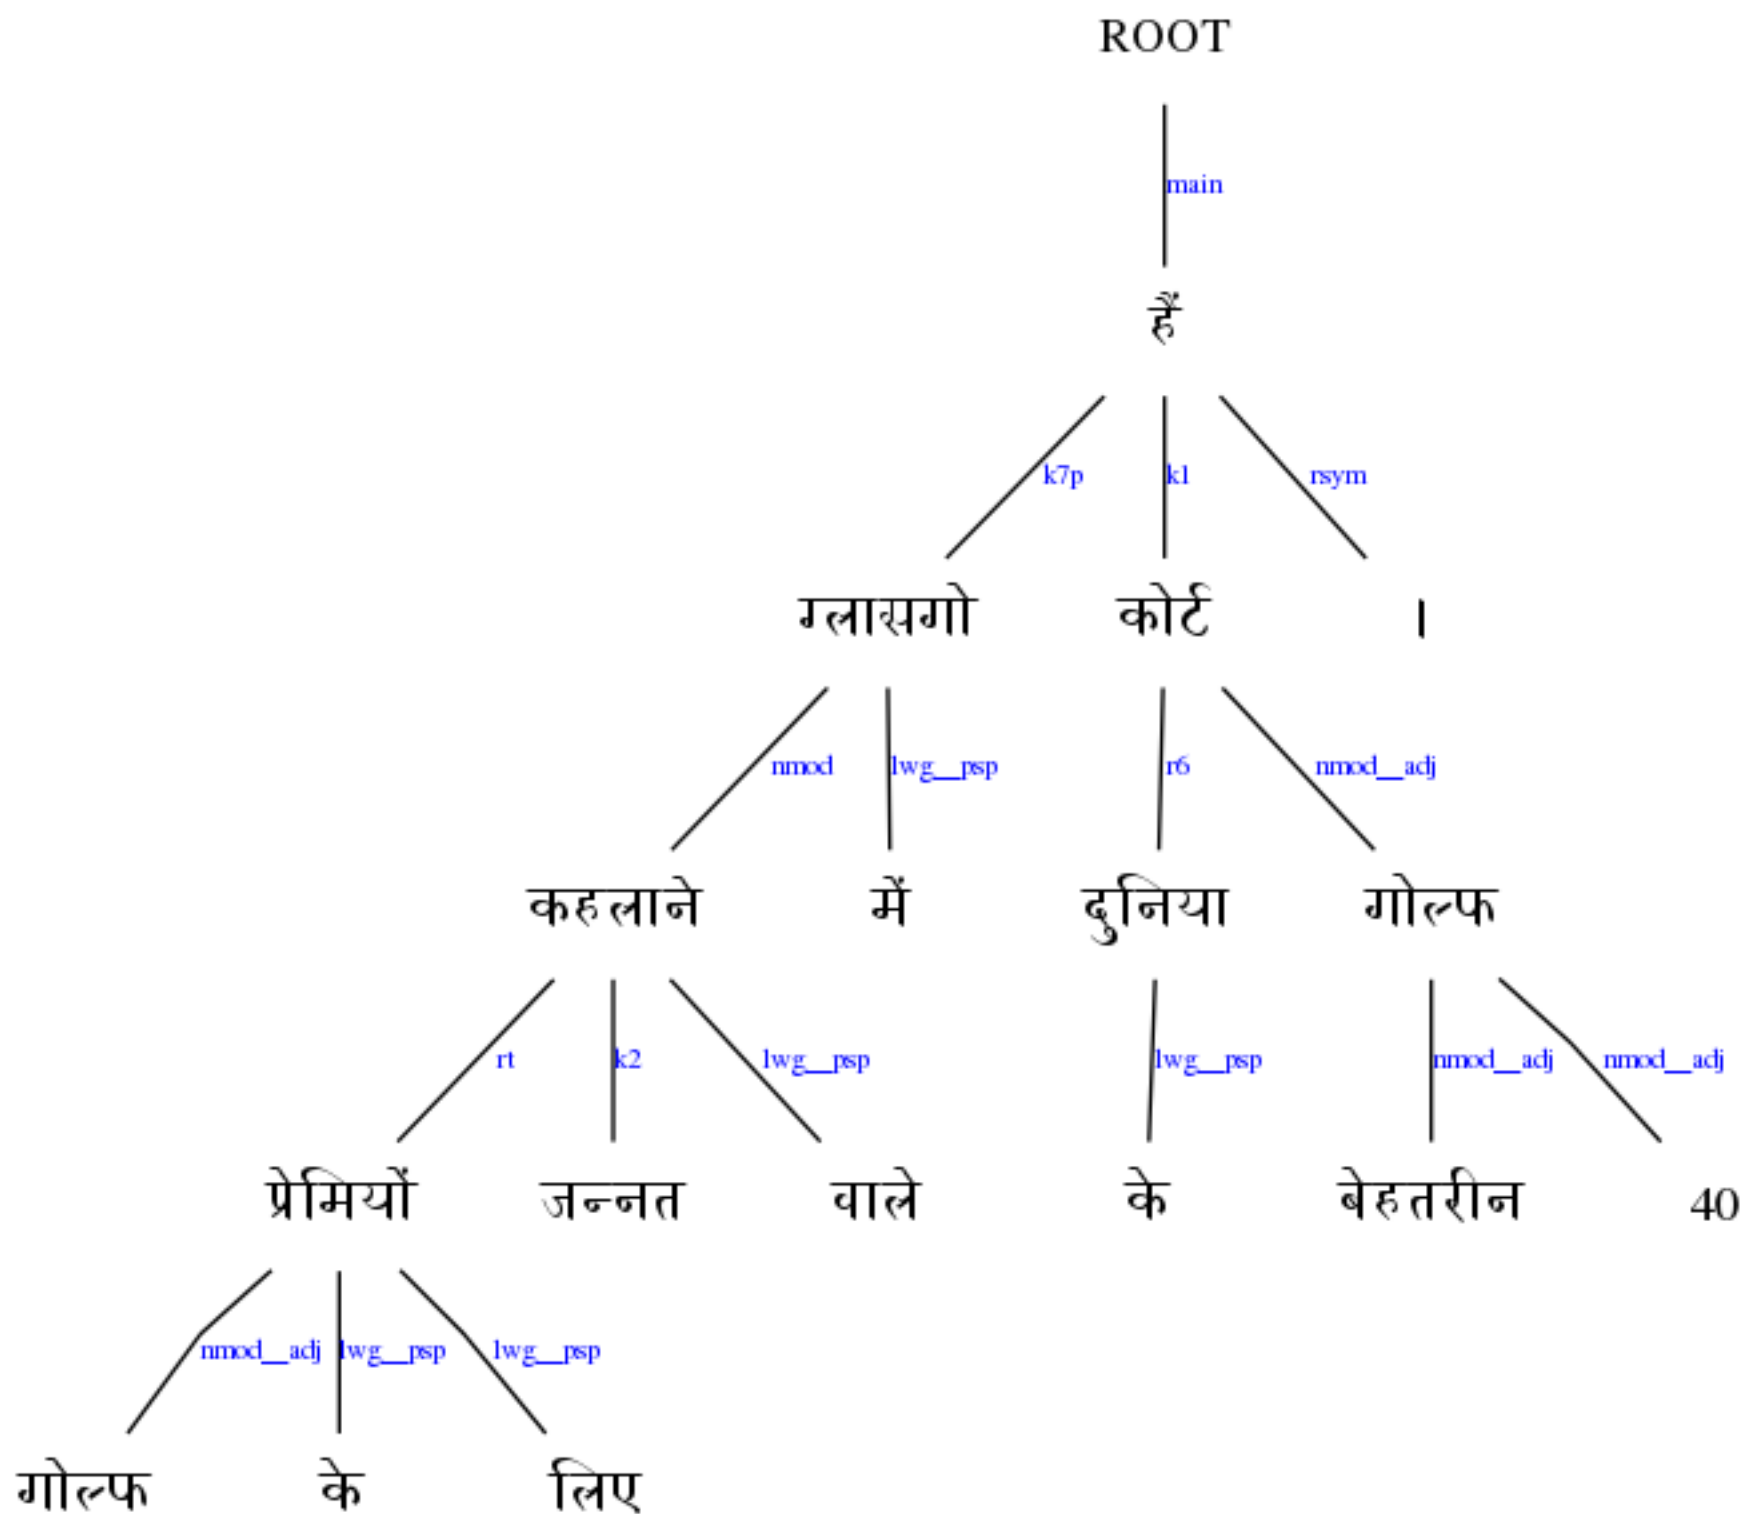 ROOT
main
हैं
k7p k1 rsym
ग्लासगो कोर्ट ।
nmod lwg__psp r6 nmod__adj
कहलाने में दुनिया गोल्फ
rt k2 lwg__psp lwg__psp nmod__adj nmod__adj
प्रेमियों जन्नत वाले के बेहतरीन 40
nmod__adj lwg__psp lwg__psp
गोल्फ के लिए